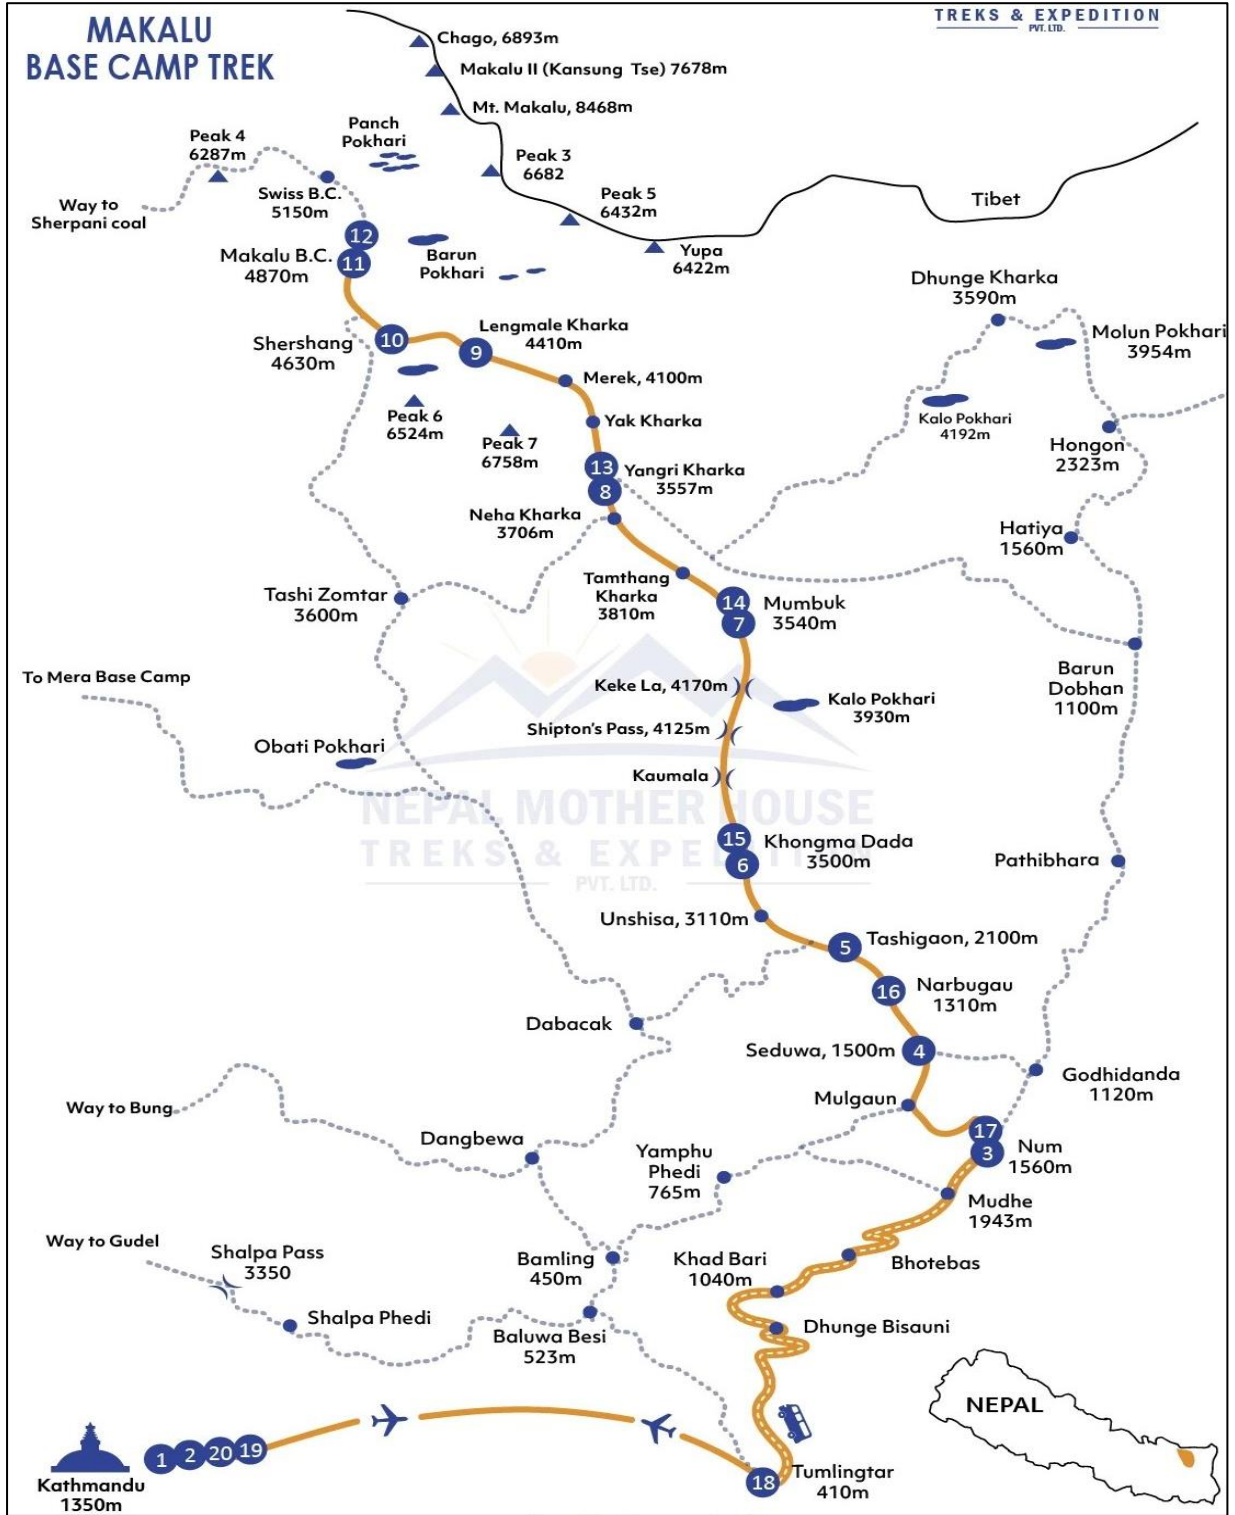 MAKALU
BASE CAMP TREK
TREKS & EXPEDITION
PVT. LTD.
Chago, 6893m
Makalu II (Kansung Tse) 7678m
Mt. Makalu, 8468m
Panch
Pokhari
Peak 4
6287m
Peak 3
6682
Swiss B.C.
5150m
Peak 5
6432m
Tibet
Way to
Sherpani coal
Yupa
6422m
12
Makalu B.C.
4870m
11
Barun
Pokhari
Dhunge Kharka
3590m
Shershang
4630m
10
9
Lengmale Kharka
4410m
Molun Pokhari
3954m
Merek, 4100m
Peak 6
6524m
Yak Kharka
Kalo Pokhari
4192m
Peak 7
6758m
Hongon
2323m
13
8
Yangri Kharka
3557m
Neha Kharka
3706m
Hatiya
1560m
Tashi Zomtar
3600m
Tamthang
Kharka
3810m
14
7
Mumbuk
3540m
To Mera Base Camp
Keke La, 4170m
Kalo Pokhari
3930m
Barun
Dobhan
1100m
Shipton's Pass, 4125m
Obati Pokhari
Kaumala
NEPAL MOTHER HOUSE
TREKS & EXPEDITION
PVT. LTD.
15
6
Khongma Dada
3500m
Pathibhara
Unshisa, 3110m
5
Tashigaon, 2100m
16
Narbugau
1310m
Dabacak
Seduwa, 1500m
4
Godhidanda
1120m
Way to Bung
Mulgaun
Dangbewa
17
3
Num
1560m
Yamphu
Phedi
765m
Mudhe
1943m
Way to Gudel
Shalpa Pass
3350
Bamling
450m
Khad Bari
1040m
Bhotebas
Shalpa Phedi
Baluwa Besi
523m
Dhunge Bisauni
NEPAL
1
2
20
19
Kathmandu
1350m
18
Tumlingtar
410m